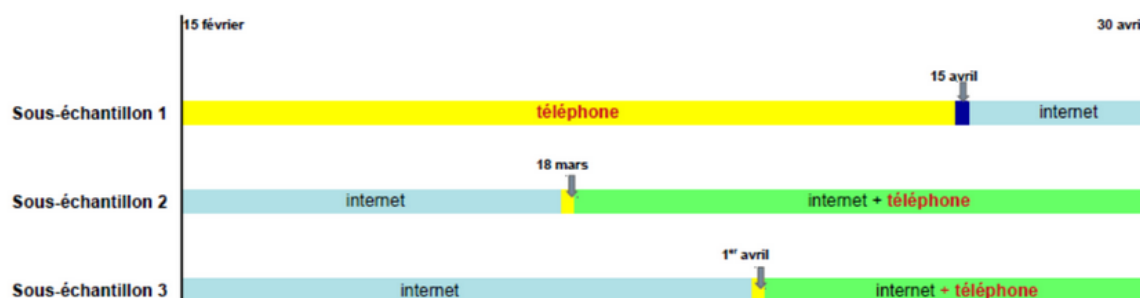 15 février
30 avri
15 avril
Sous-échantillon 1
téléphone
internet
18 mars
Sous-échantillon 2
internet
internet + téléphone
1er avril
Sous-échantillon 3
internet
internet + téléphone